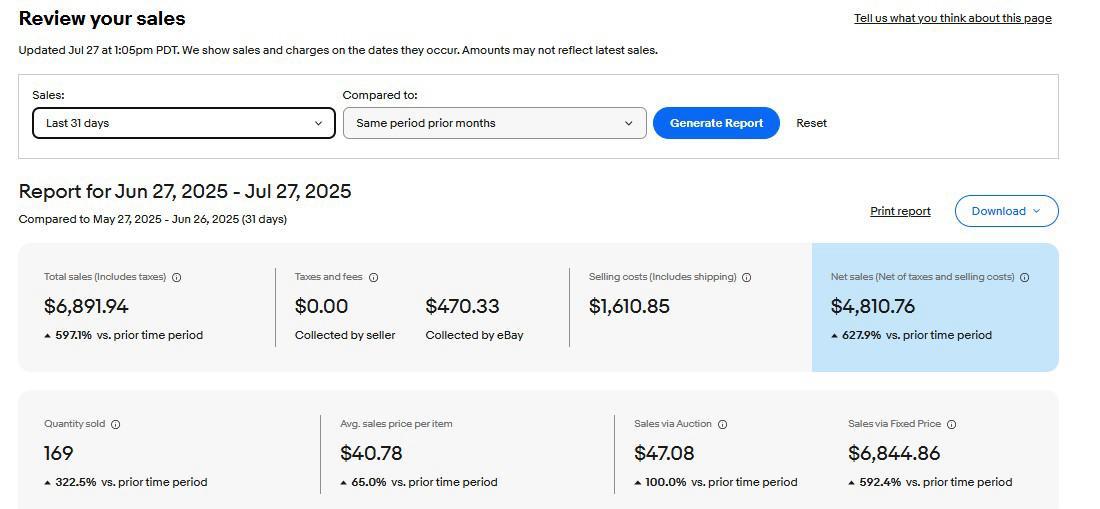 Review your sales
Tell us what you think about this page
Updated Jul 27 at 1:05pm PDT. We show sales and charges on the dates they occur. Amounts may not reflect latest sales.
Sales:
Compared to:
Last 31 days
Same period prior months
Generate Report
Reset
Report for Jun 27, 2025 - Jul 27, 2025
Compared to May 27, 2025 - Jun 26, 2025 (31 days)
Print report
Download
Total sales (Includes taxes)
$6,891.94
597.1% vs. prior time period
Taxes and fees
$0.00
Collected by seller
$470.33
Collected by eBay
Selling costs (Includes shipping)
$1,610.85
Net sales (Net of taxes and selling costs)
$4,810.76
627.9% vs. prior time period
Quantity sold
169
322.5% vs. prior time period
Avg. sales price per item
$40.78
65.0% vs. prior time period
Sales via Auction
$47.08
100.0% vs. prior time period
Sales via Fixed Price
$6,844.86
592.4% vs. prior time period